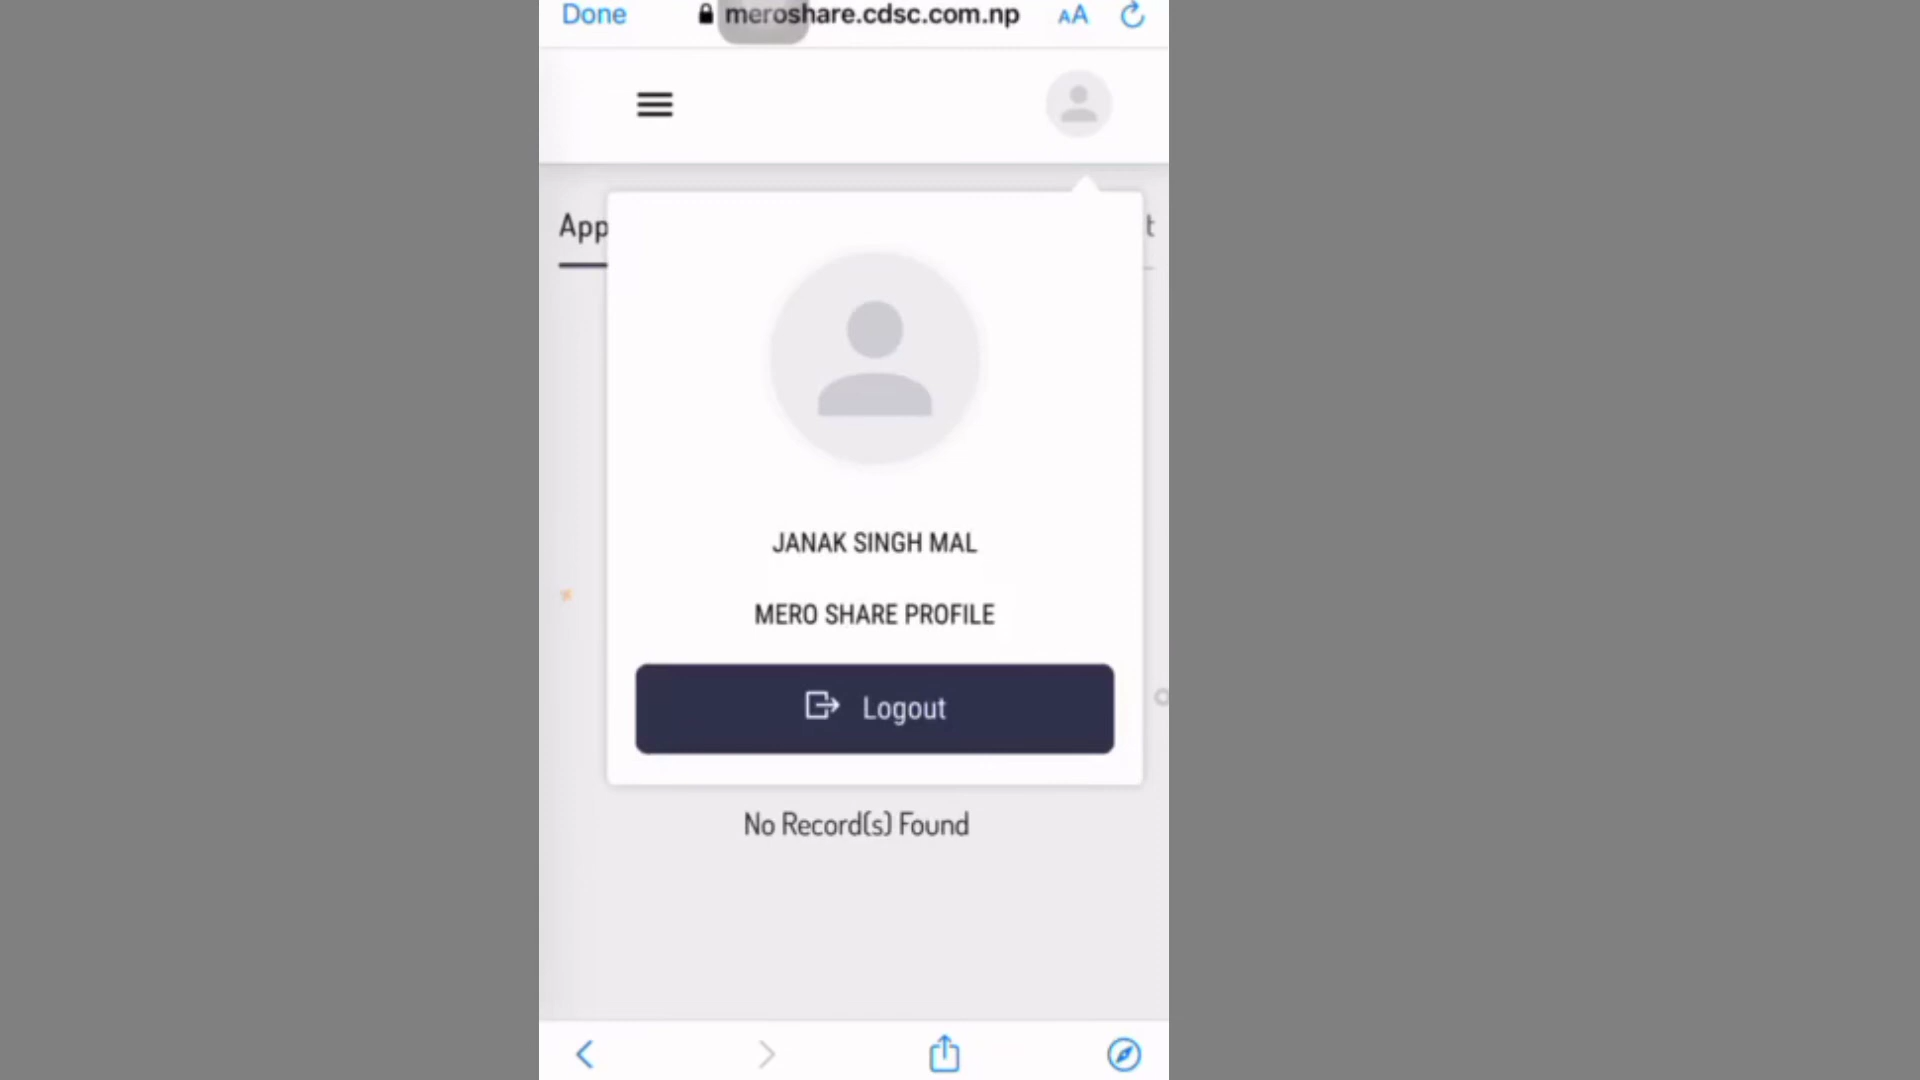 Done meroshare.cdsc.com.np AA
App t
JANAK SINGH MAL
MERO SHARE PROFILE
Logout
No Record(s) Found